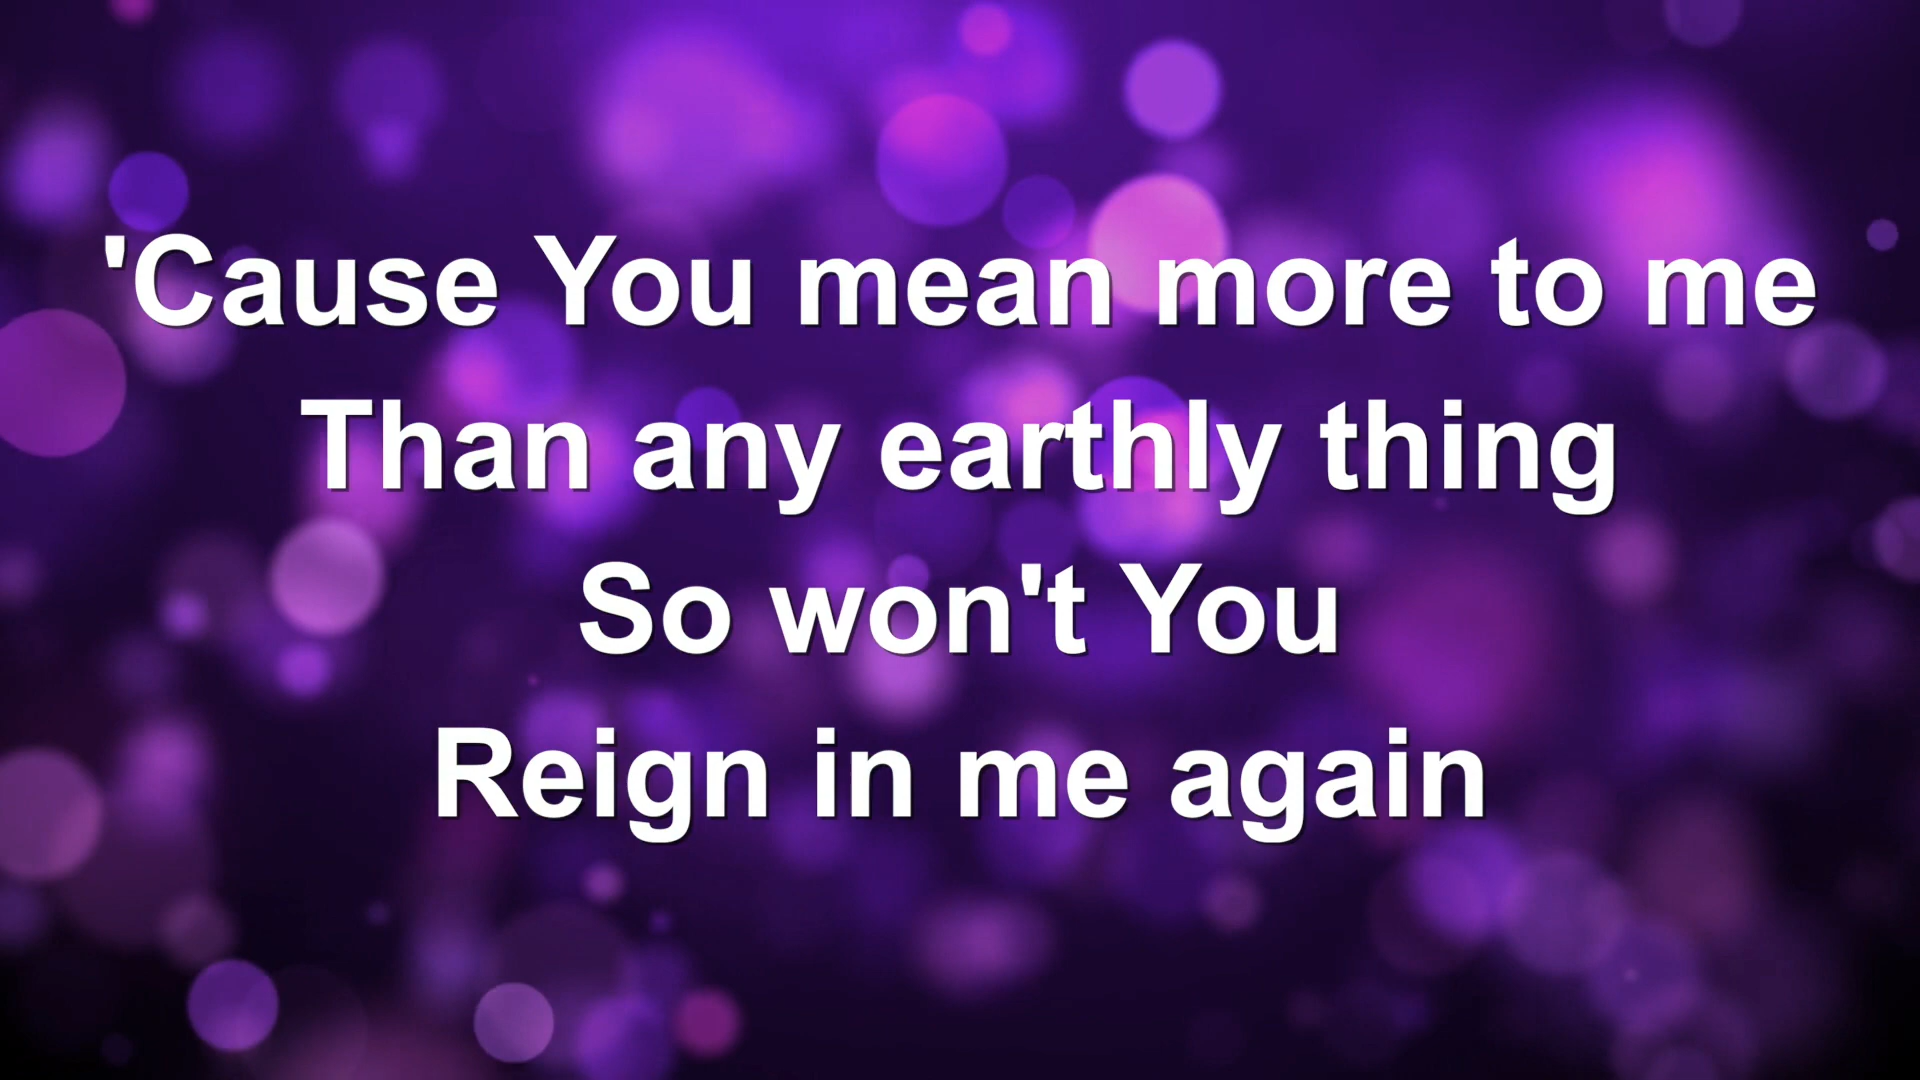 'Cause You mean more to me
Than any earthly thing
So won't You
Reign in me again